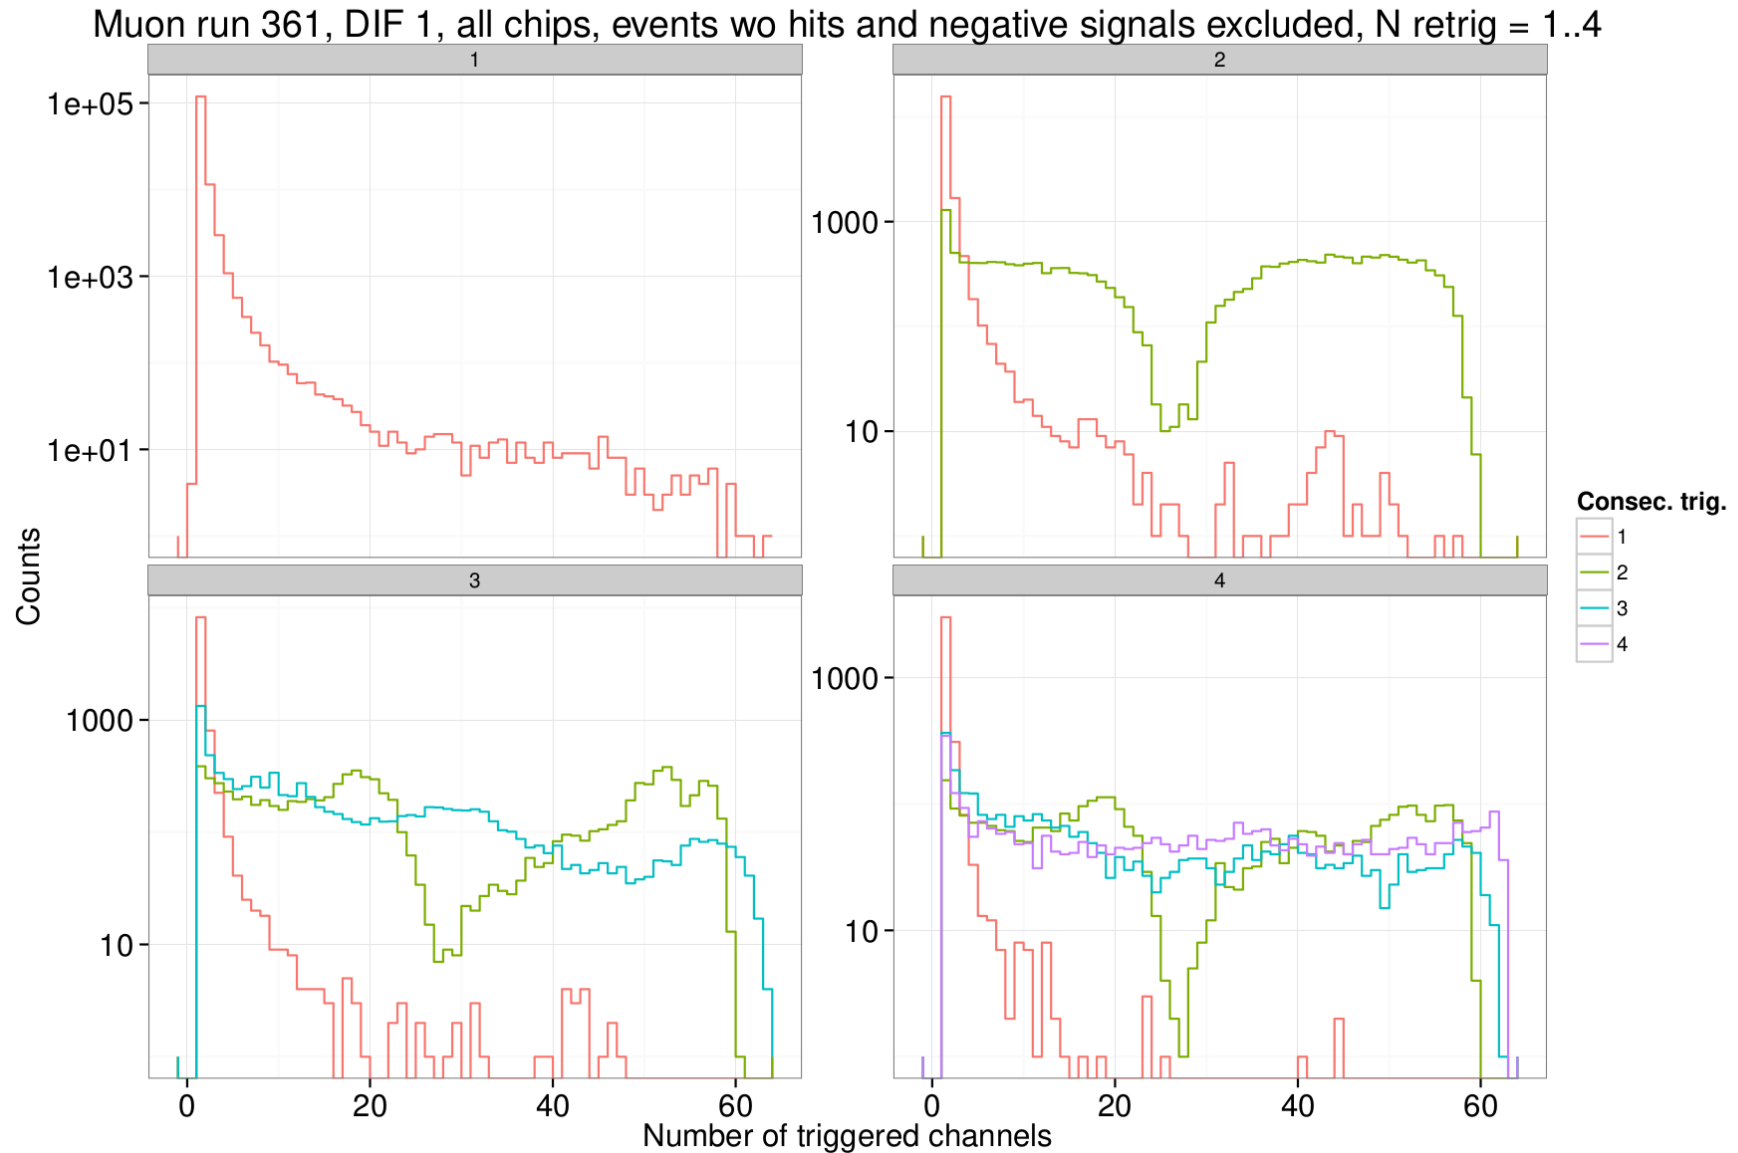 Muon run 361, DIF 1, all chips, events wo hits and negative signals excluded, N retrig = 1..4
1
2
1e+05
1e+03
1e+01
1000
10
Counts
3
4
1000
10
1000
10
0 20 40 60
0 20 40 60
Number of triggered channels
Consec. trig.
1
2
3
4